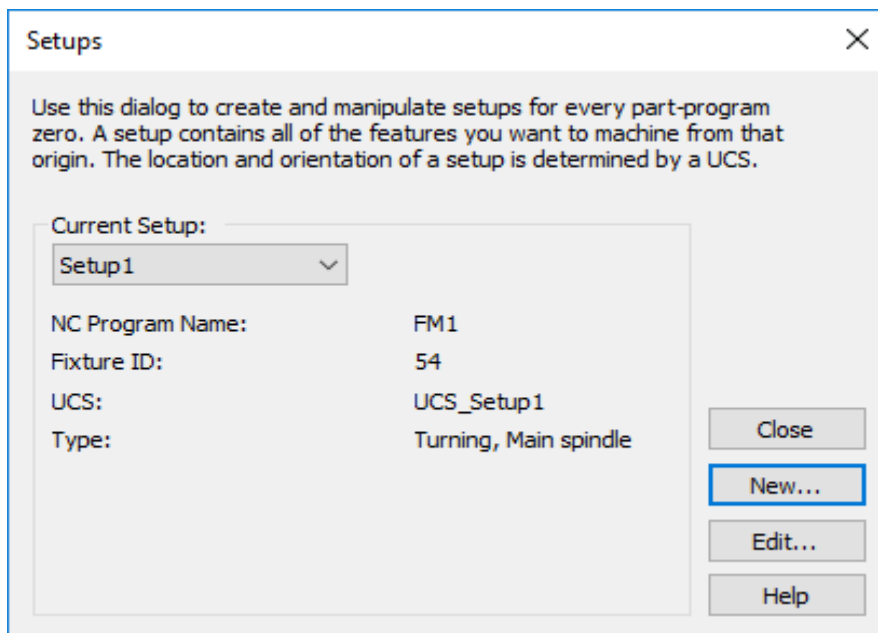 Setups
Use this dialog to create and manipulate setups for every part-program
zero. A setup contains all of the features you want to machine from that
origin. The location and orientation of a setup is determined by a UCS.
Current Setup:
Setup1
NC Program Name: FM1
Fixture ID: 54
UCS: UCS_Setup1
Type: Turning, Main spindle
Close
New...
Edit...
Help